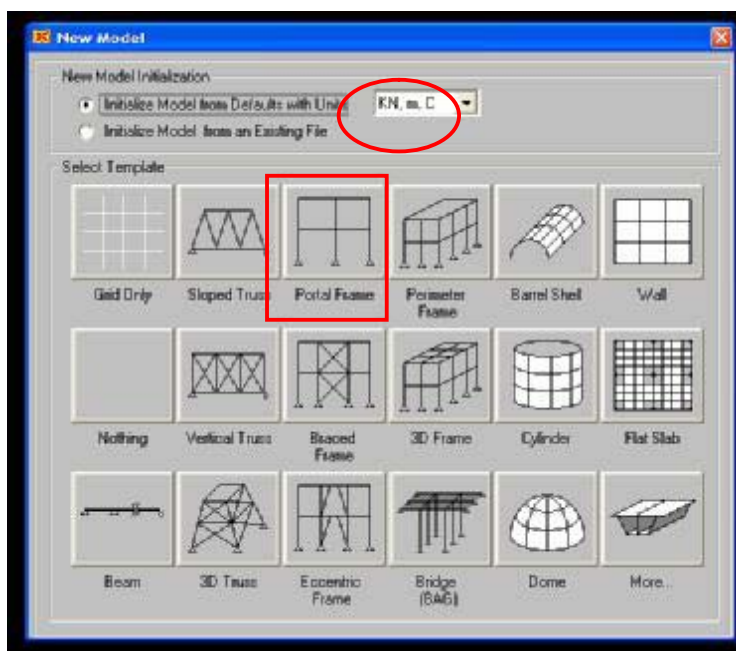 New Model
New Model Initialization
Initialize Model from Defaults with Units
KN, m, C
Initialize Model from an Existing File
Select Template
Grid Only
Sloped Truss
Portal Frame
Perimeter
Frame
Barrel Shell
Wall
Nothing
Vertical Truss
Braced
Frame
3D Frame
Cylinder
Flat Slab
Beam
3D Truss
Eccentric
Frame
Bridge
(BAG)
Dome
More...